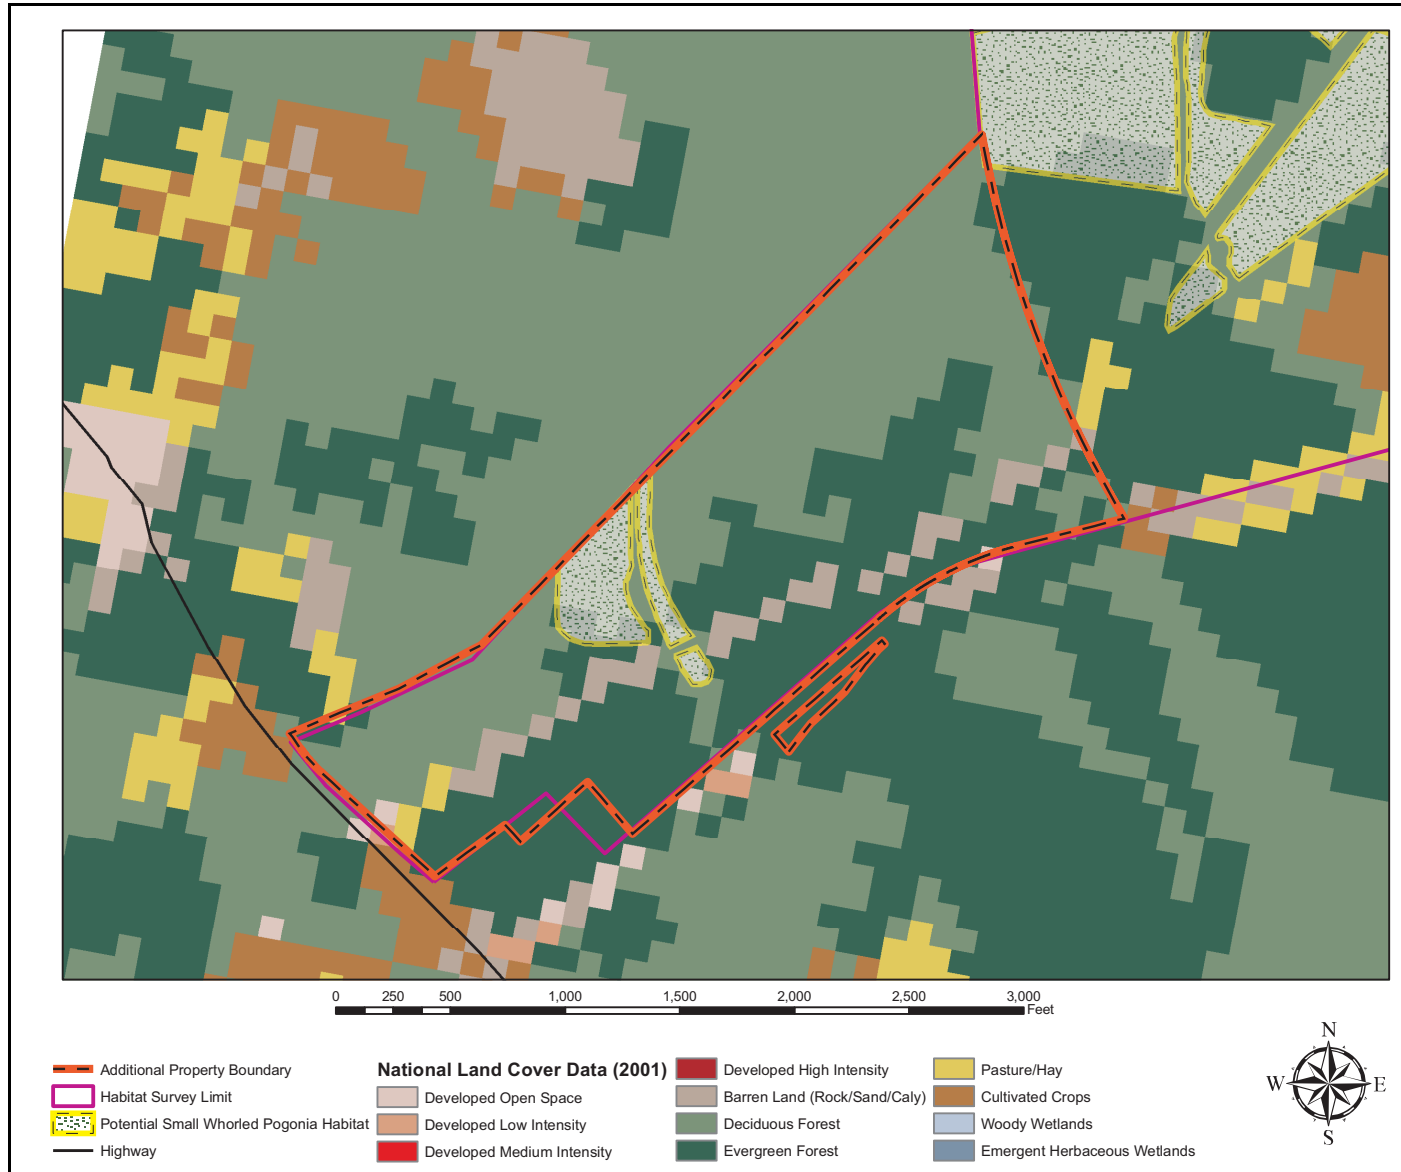 0 250 500 1,000 1,500 2,000 2,500 3,000
Feet
Additional Property Boundary
Habitat Survey Limit
Potential Small Whorled Pogonia Habitat
Highway
National Land Cover Data (2001)
Developed Open Space
Developed Low Intensity
Developed Medium Intensity
Developed High Intensity
Barren Land (Rock/Sand/Caly)
Deciduous Forest
Evergreen Forest
Pasture/Hay
Cultivated Crops
Woody Wetlands
Emergent Herbaceous Wetlands
N
W E
S